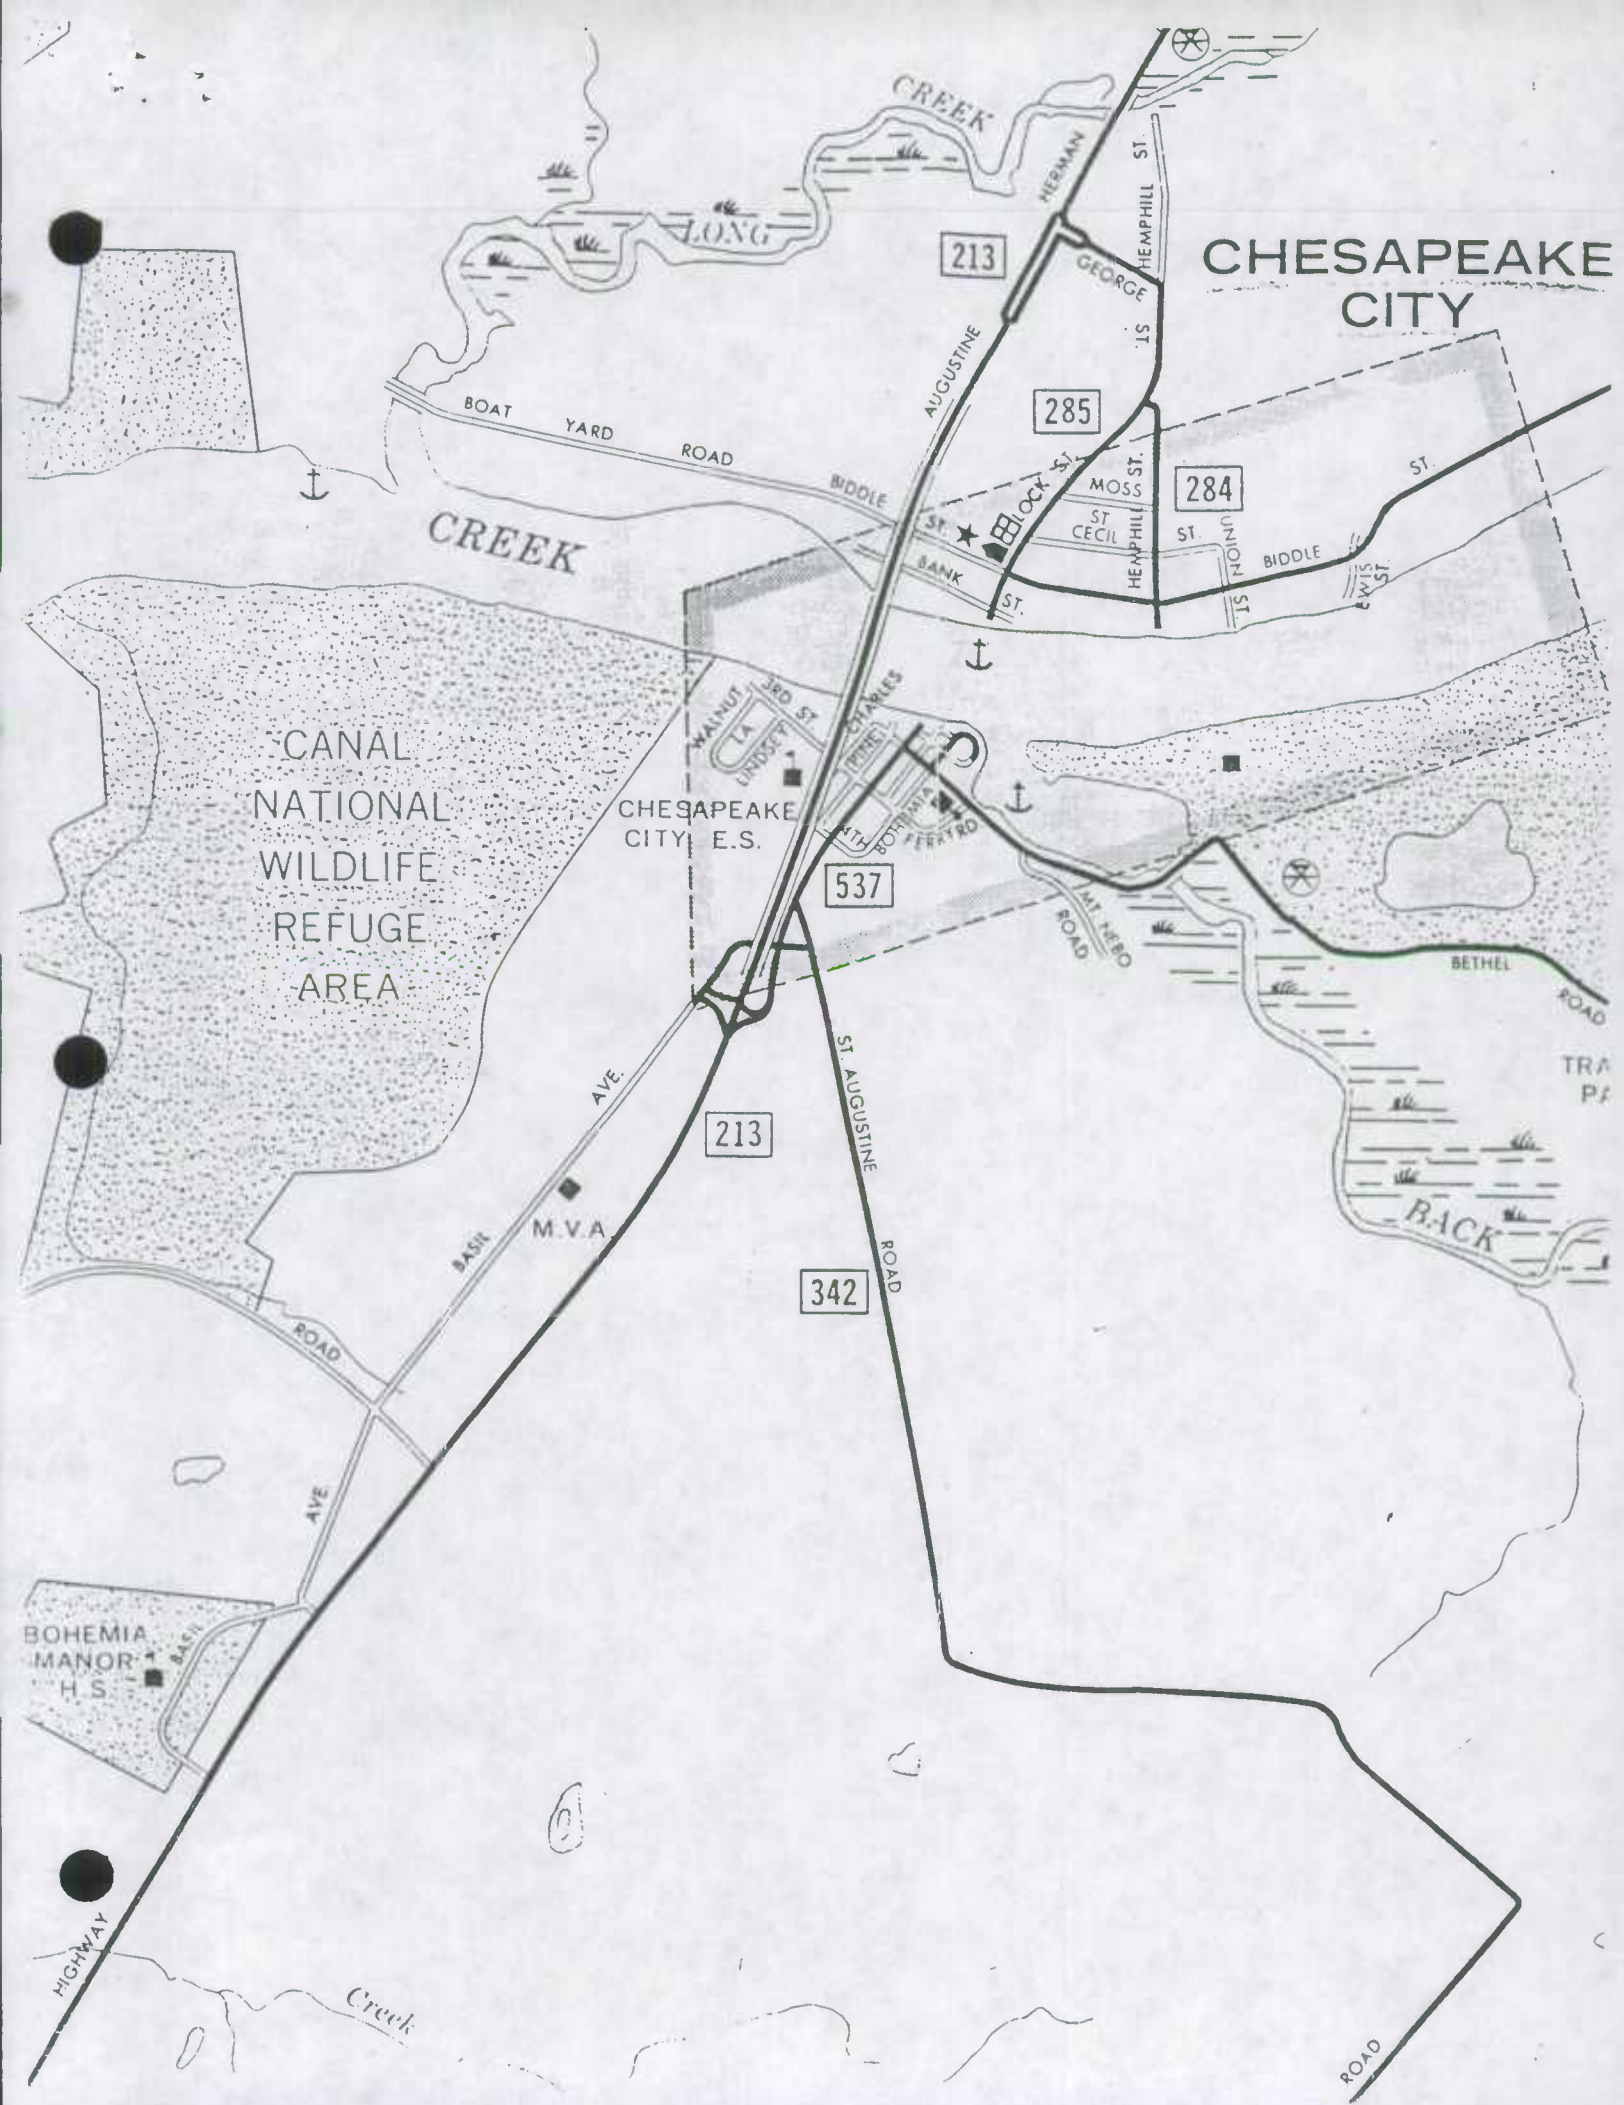 CREEK
HERMAN
HEMPHILL ST.
LONG
213
GEORGE
ST.
CHESAPEAKE
CITY
AUGUSTINE
285
BOAT YARD ROAD
BIDDLE ST.
LOCK ST.
MOSS ST
HEMPHILL ST.
284
CECIL ST.
UNION ST
BIDDLE ST.
CREEK
BANK ST.
ST
CANAL
NATIONAL
WILDLIFE
REFUGE
AREA
WALNUT
LA
3RD ST
LINDSEY
CHARLES
PINE
CHESAPEAKE
CITY E.S.
4TH
BOHEMIA
FERRY RD
537
MT. NEBO
ROAD
BETHEL
ROAD
ST. AUGUSTINE
ROAD
AVE.
213
BASIL
M.V.A.
342
BACK
ROAD
AVE.
BOHEMIA
MANOR
H.S.
BASIL
HIGHWAY
Creek
ROAD